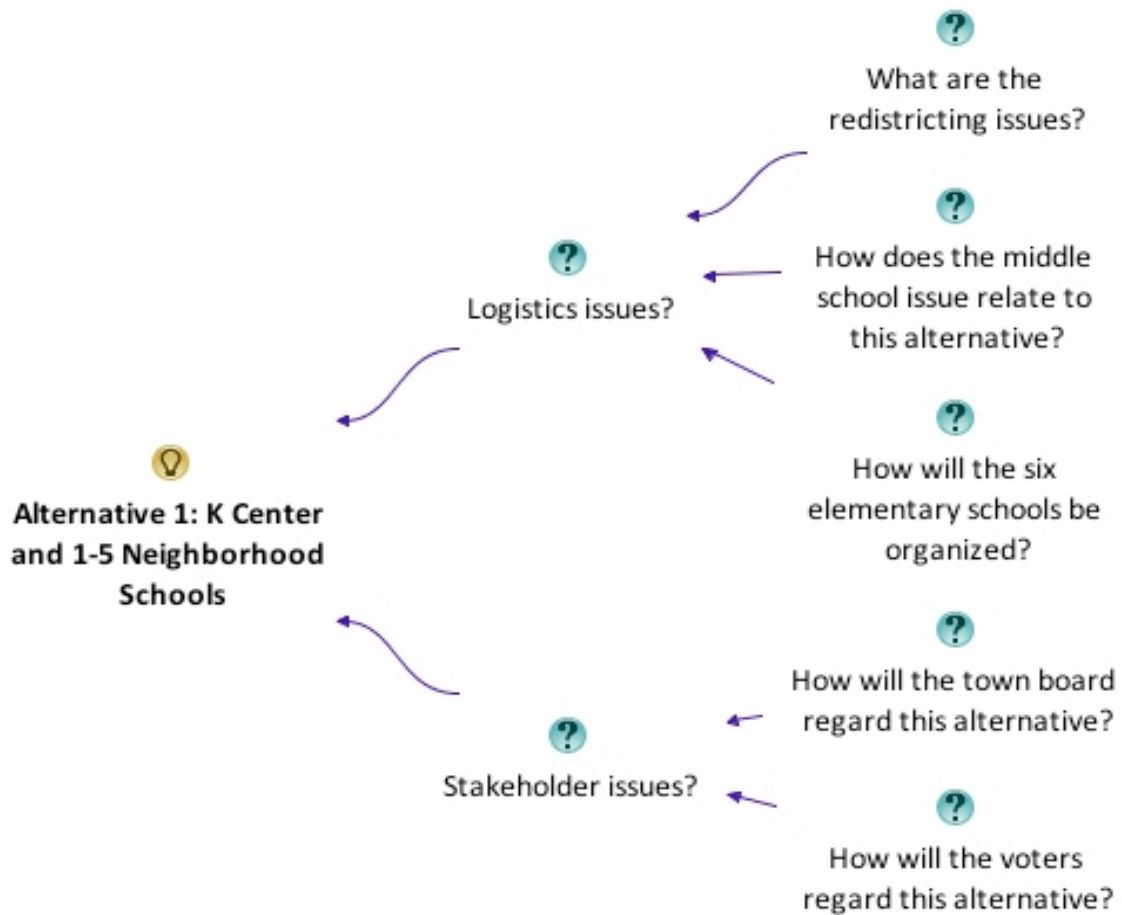 What are the
redistricting issues?
How does the middle
school issue relate to
this alternative?
Logistics issues?
How will the six
elementary schools be
organized?
Alternative 1: K Center
and 1-5 Neighborhood
Schools
How will the town board
regard this alternative?
Stakeholder issues?
How will the voters
regard this alternative?